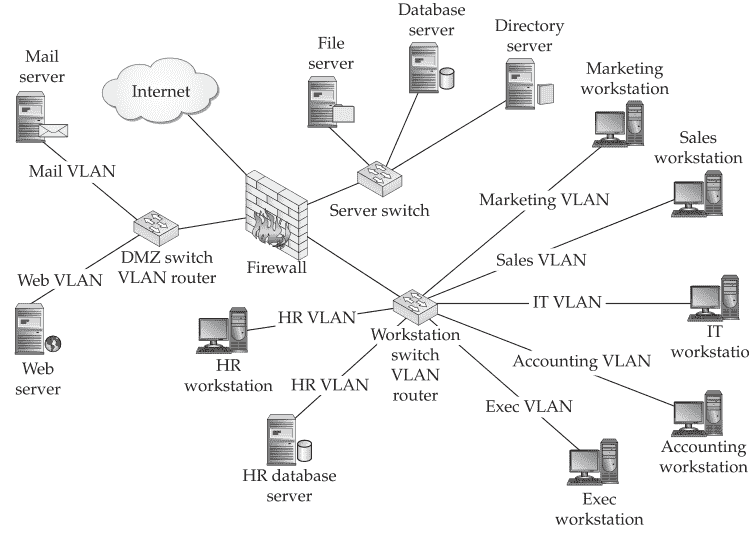 Mail
server
Internet
File
server
Database
server
Directory
server
Marketing
workstation
Sales
workstation
Mail VLAN
Server switch
Marketing VLAN
DMZ switch
VLAN router
Firewall
Web VLAN
Sales VLAN
Web
server
HR VLAN
HR
workstation
Workstation
switch
VLAN
router
IT VLAN
IT
workstatio
HR VLAN
Accounting VLAN
Exec VLAN
HR database
server
Accounting
workstation
Exec
workstation